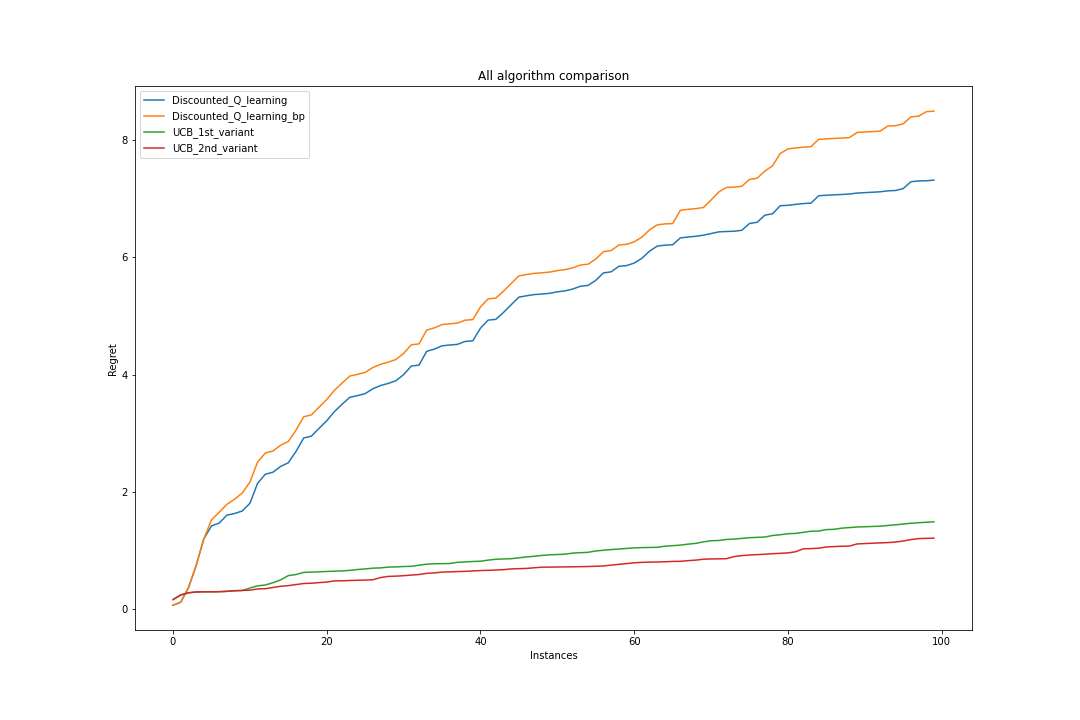 All algorithm comparison
Discounted_Q_learning
Discounted_Q_learning_bp
UCB_1st_variant
UCB_2nd_variant
8
6
4
2
0
Regret
0 20 40 60 80 100
Instances